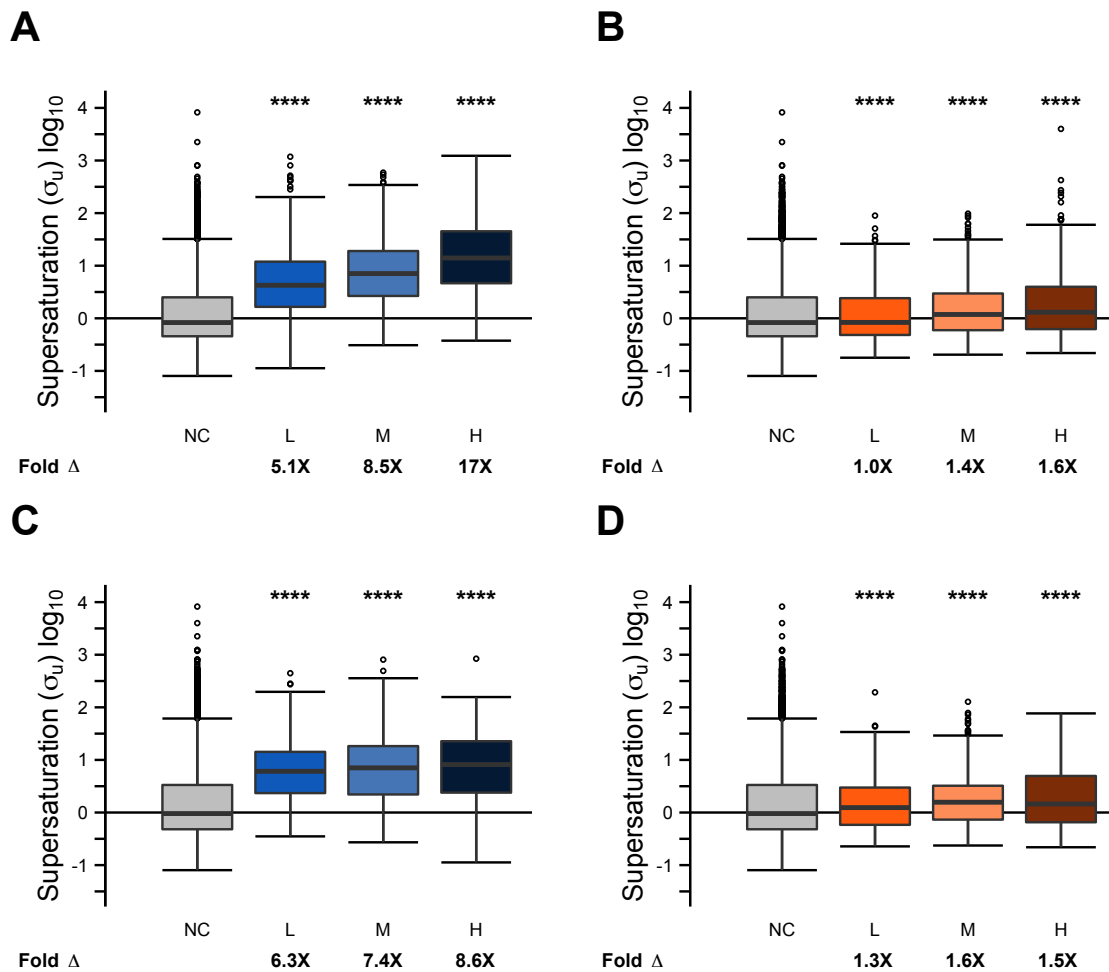 A
Supersaturation (σu) log10
4
3
2
1
0
-1
**** **** ****
NC L M H
Fold Δ 5.1X 8.5X 17X
B
Supersaturation (σu) log10
4
3
2
1
0
-1
**** **** ****
NC L M H
Fold Δ 1.0X 1.4X 1.6X
C
Supersaturation (σu) log10
4
3
2
1
0
-1
**** **** ****
NC L M H
Fold Δ 6.3X 7.4X 8.6X
D
Supersaturation (σu) log10
4
3
2
1
0
-1
**** **** ****
NC L M H
Fold Δ 1.3X 1.6X 1.5X